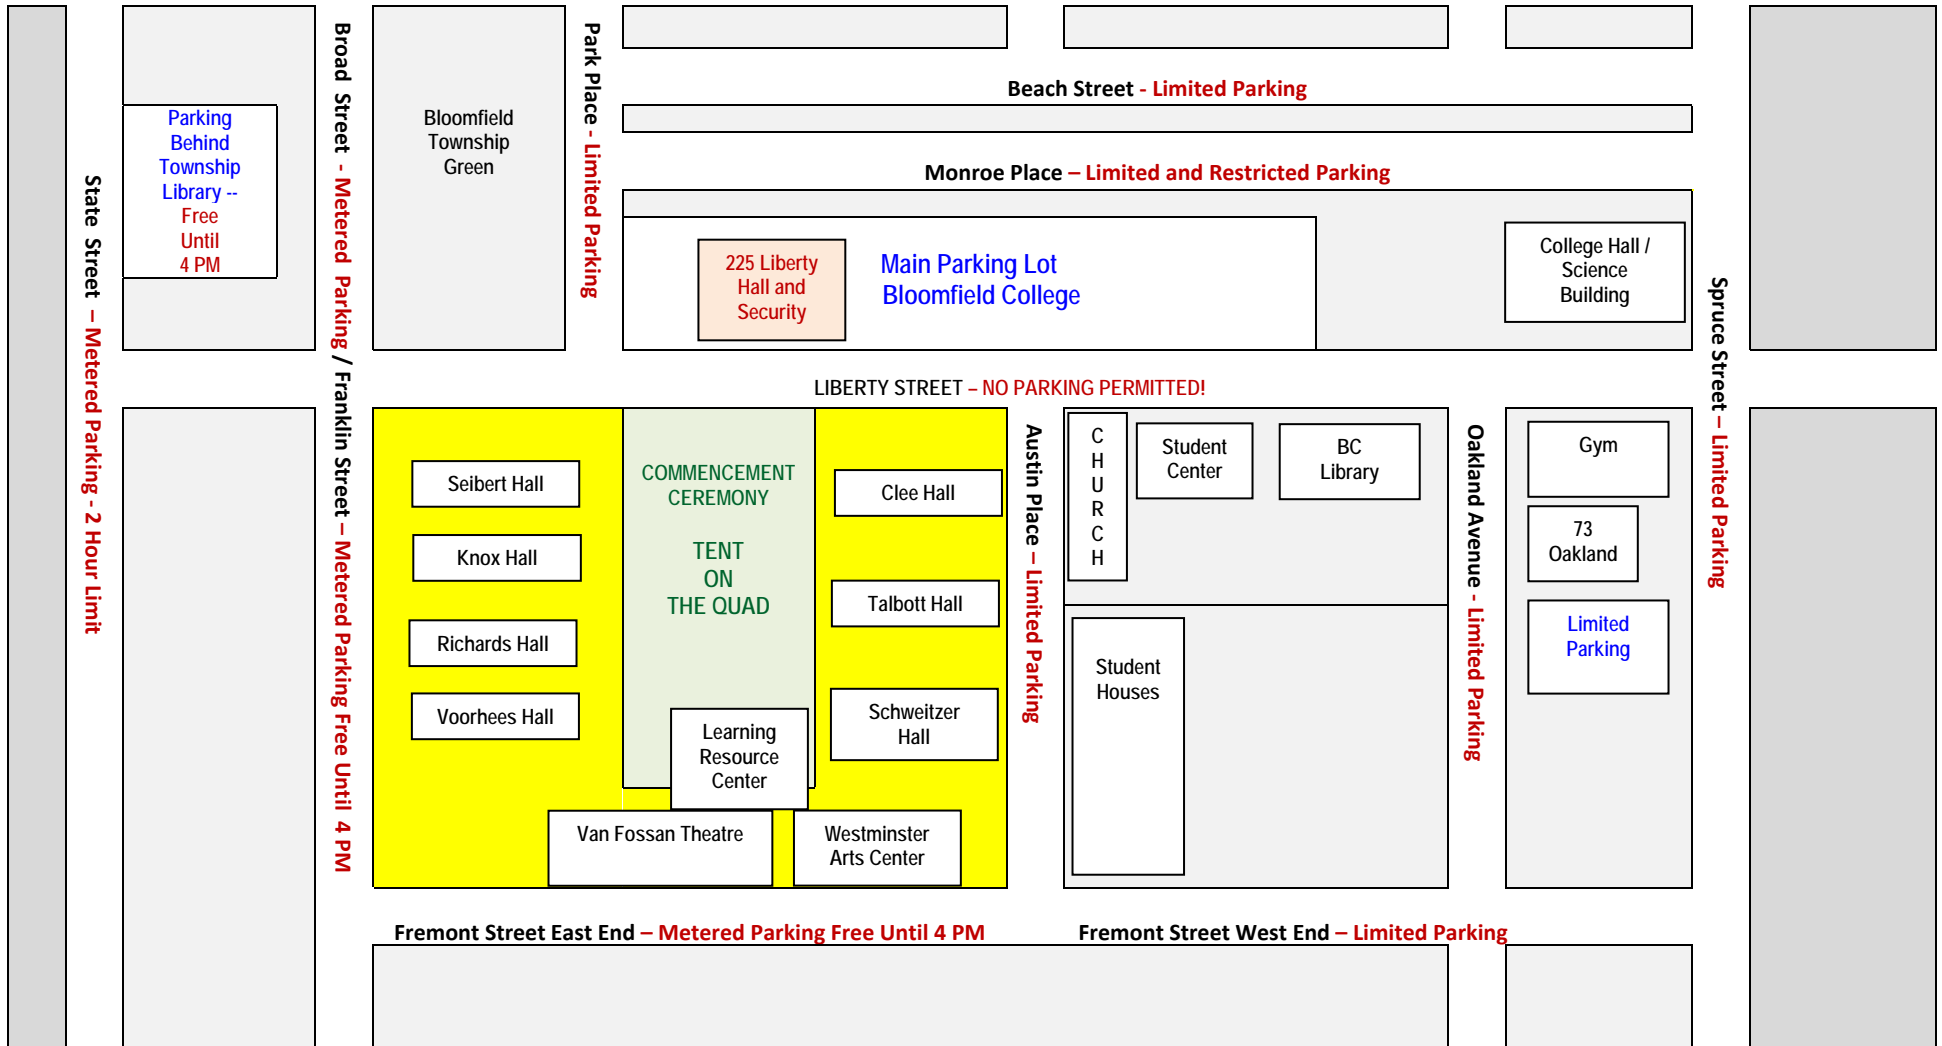 State Street – Metered Parking - 2 Hour Limit
Parking
Behind
Township
Library --
Free
Until
4 PM
Broad Street - Metered Parking / Franklin Street – Metered Parking Free Until 4 PM
Bloomfield
Township
Green
Park Place - Limited Parking
Beach Street - Limited Parking
Monroe Place – Limited and Restricted Parking
225 Liberty
Hall and
Security
Main Parking Lot
Bloomfield College
College Hall /
Science
Building
Spruce Street – Limited Parking
LIBERTY STREET – NO PARKING PERMITTED!
Seibert Hall
Knox Hall
Richards Hall
Voorhees Hall
COMMENCEMENT
CEREMONY
TENT
ON
THE QUAD
Learning
Resource
Center
Van Fossan Theatre
Westminster
Arts Center
Clee Hall
Talbott Hall
Schweitzer
Hall
Austin Place – Limited Parking
C
H
U
R
C
H
Student
Center
BC
Library
Student
Houses
Oakland Avenue - Limited Parking
Gym
73
Oakland
Limited
Parking
Fremont Street East End – Metered Parking Free Until 4 PM
Fremont Street West End – Limited Parking